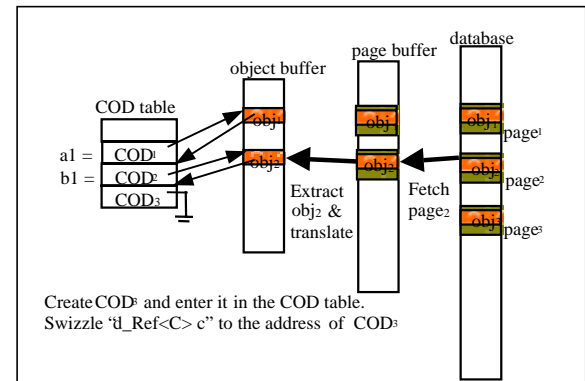 database
page buffer
object buffer
COD table
obj1
obj
obj1
page1
a1 =
COD1
b1 =
COD2
obj2
obj2
obj2
page2
COD3
Extract
obj2 &
translate
Fetch
page2
obj3
page3
Create COD3 and enter it in the COD table.
Swizzle “d_Ref<C> c” to the address of COD3